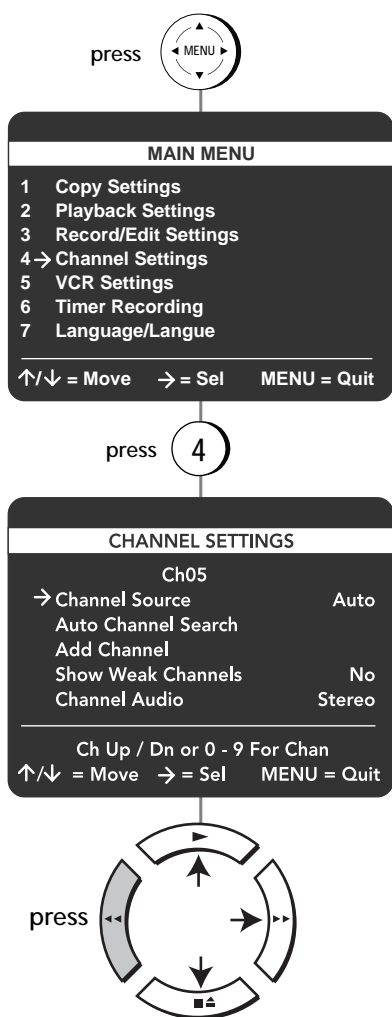 press MENU
MAIN MENU
1 Copy Settings
2 Playback Settings
3 Record/Edit Settings
4→ Channel Settings
5 VCR Settings
6 Timer Recording
7 Language/Langue
↑/↓ = Move → = Sel MENU = Quit
press 4
CHANNEL SETTINGS
Ch05
→ Channel Source Auto
Auto Channel Search
Add Channel
Show Weak Channels No
Channel Audio Stereo
Ch Up / Dn or 0 - 9 For Chan
↑/↓ = Move → = Sel MENU = Quit
press